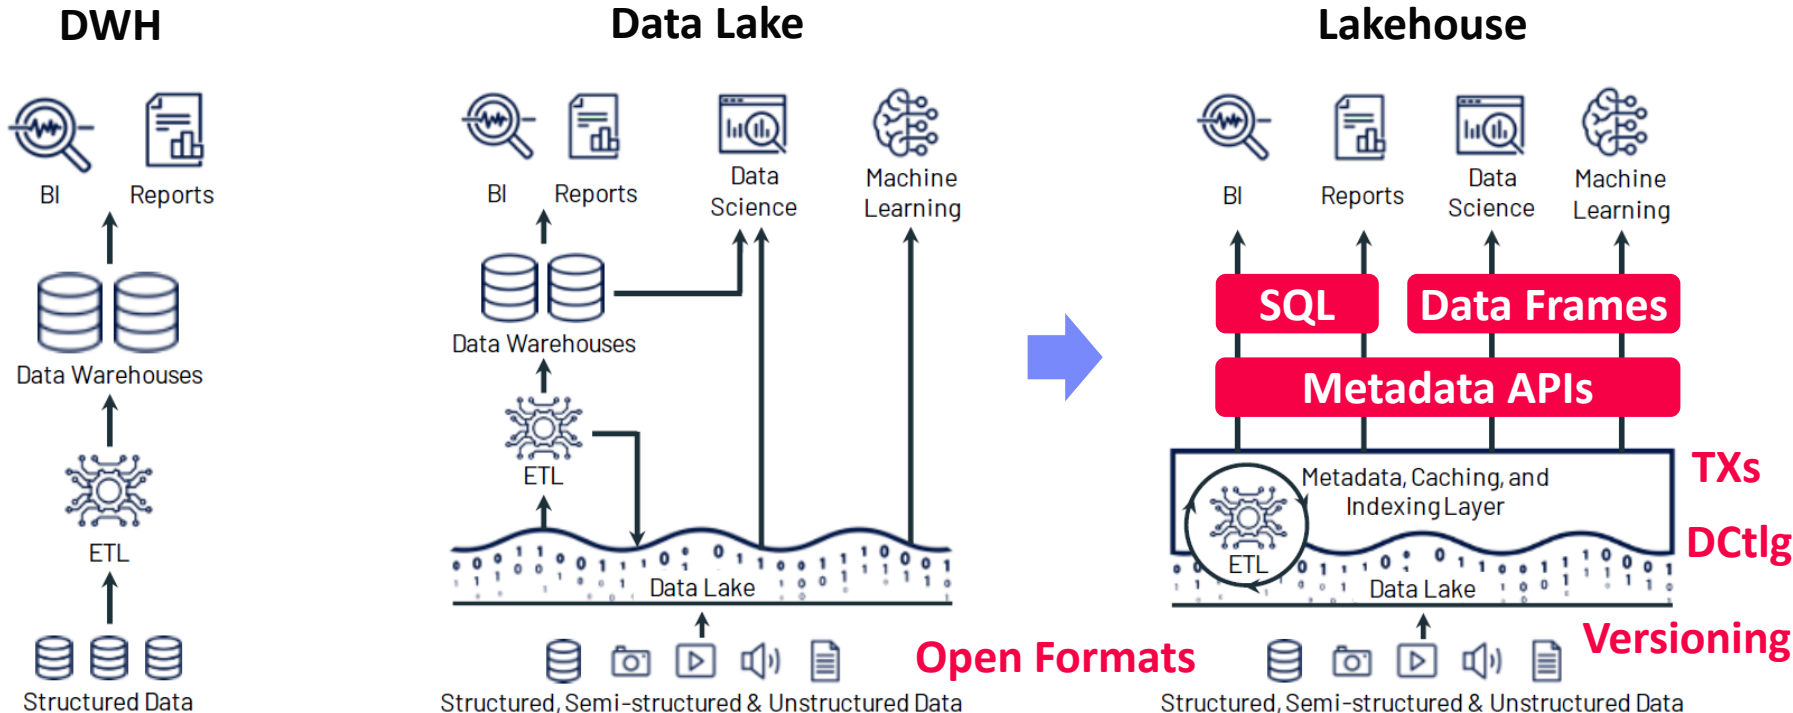 DWH
BI
Reports
Data Warehouses
ETL
Structured Data
Data Lake
BI
Reports
Data
Science
Machine
Learning
Data Warehouses
ETL
Data Lake
Structured, Semi-structured & Unstructured Data
Open Formats
Lakehouse
BI
Reports
Data
Science
Machine
Learning
SQL
Data Frames
Metadata APIs
Metadata, Caching, and
Indexing Layer
ETL
Data Lake
TXs
DCtlg
Versioning
Structured, Semi-structured & Unstructured Data